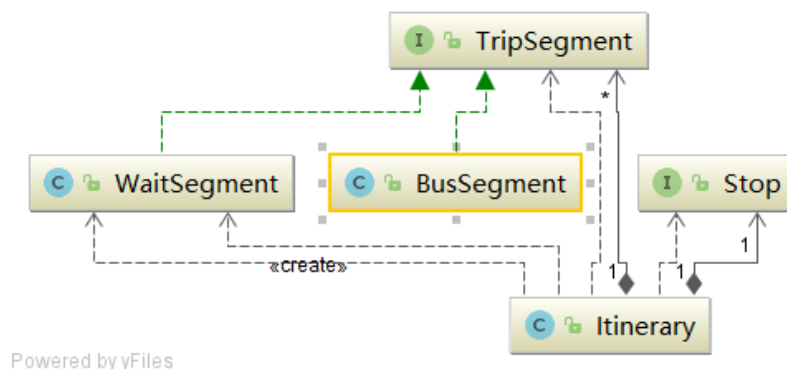 I TripSegment
*
C WaitSegment
C BusSegment
I Stop
«create»
1
1
1
C Itinerary
Powered by yFiles